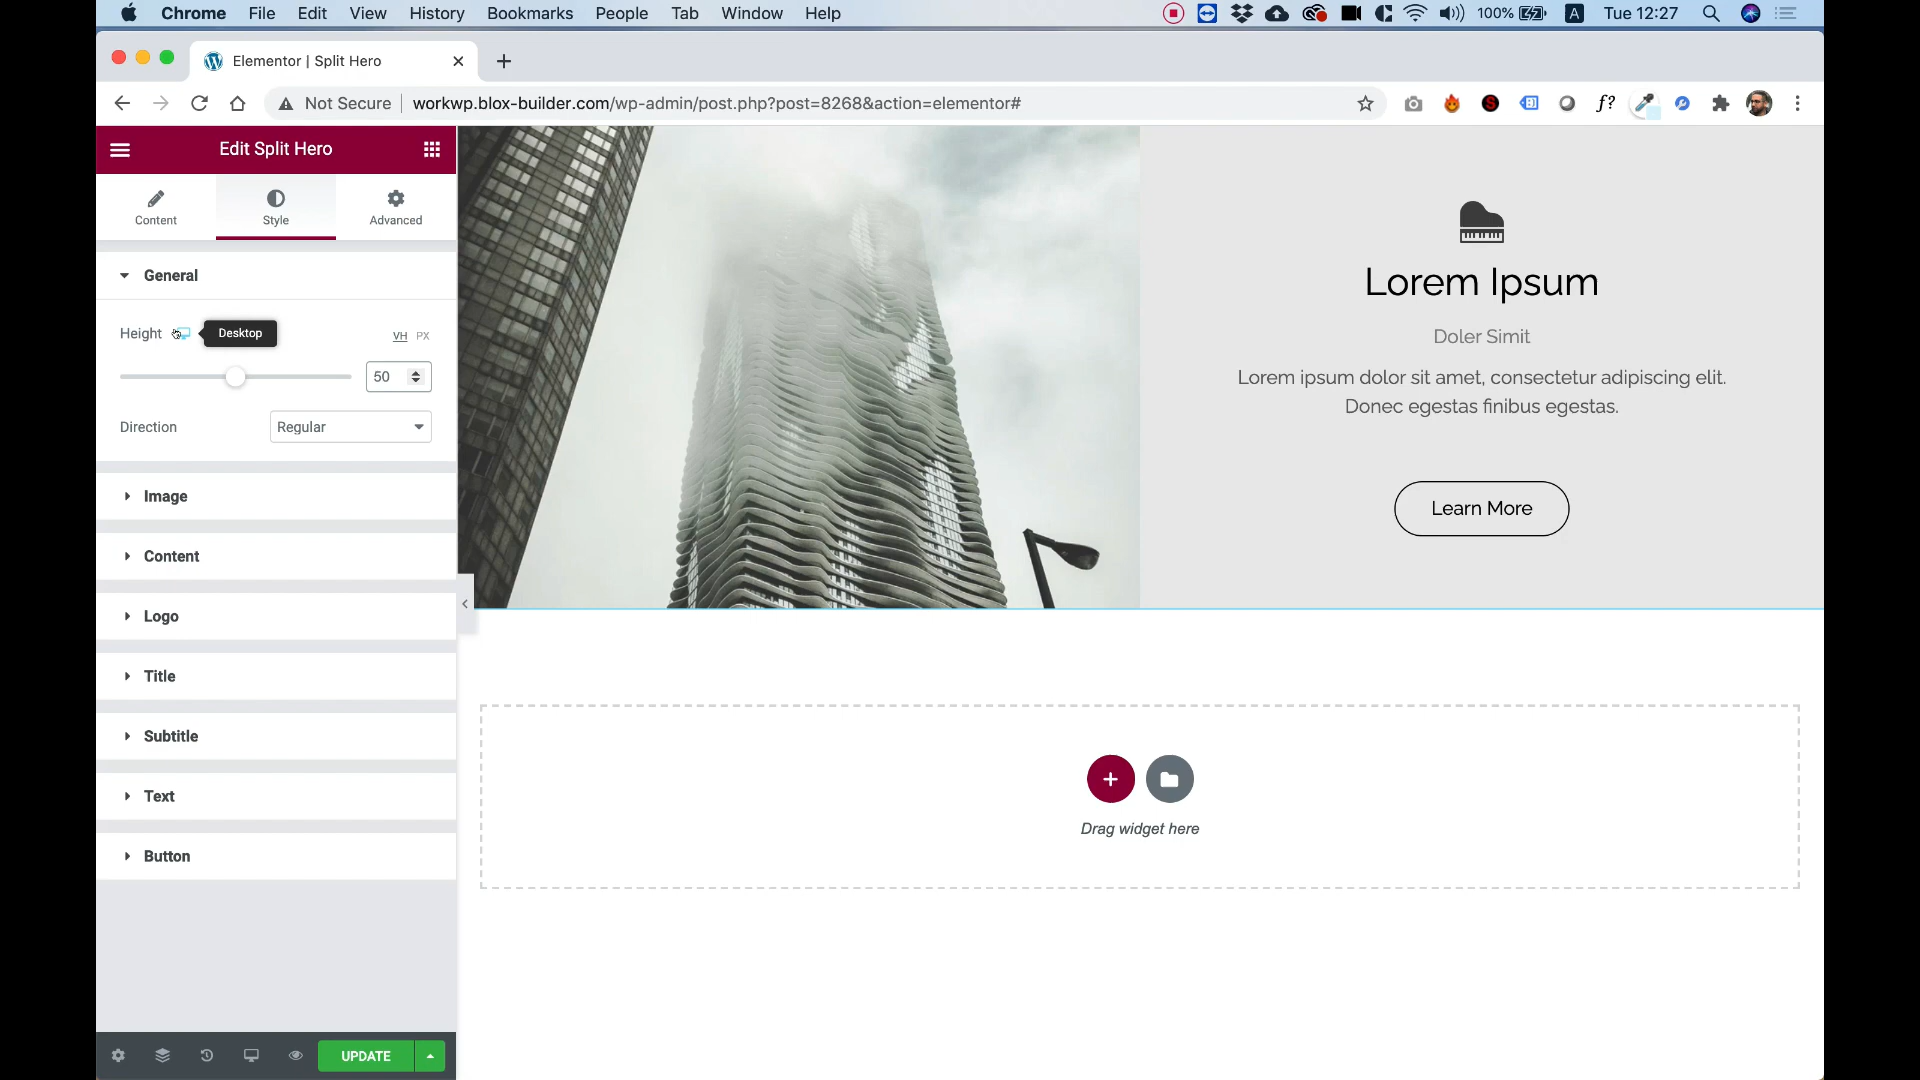 Chrome File Edit View History Bookmarks People Tab Window Help 100% A Tue 12:27
Elementor | Split Hero
Not Secure workwp.blox-builder.com/wp-admin/post.php?post=8268&action=elementor# S f?
Edit Split Hero
Content Style Advanced
General
Height Desktop VH PX
50
Direction Regular
Image
Content
Logo
Title
Subtitle
Text
Button
UPDATE
Lorem Ipsum
Doler Simit
Lorem ipsum dolor sit amet, consectetur adipiscing elit.
Donec egestas finibus egestas.
Learn More
Drag widget here